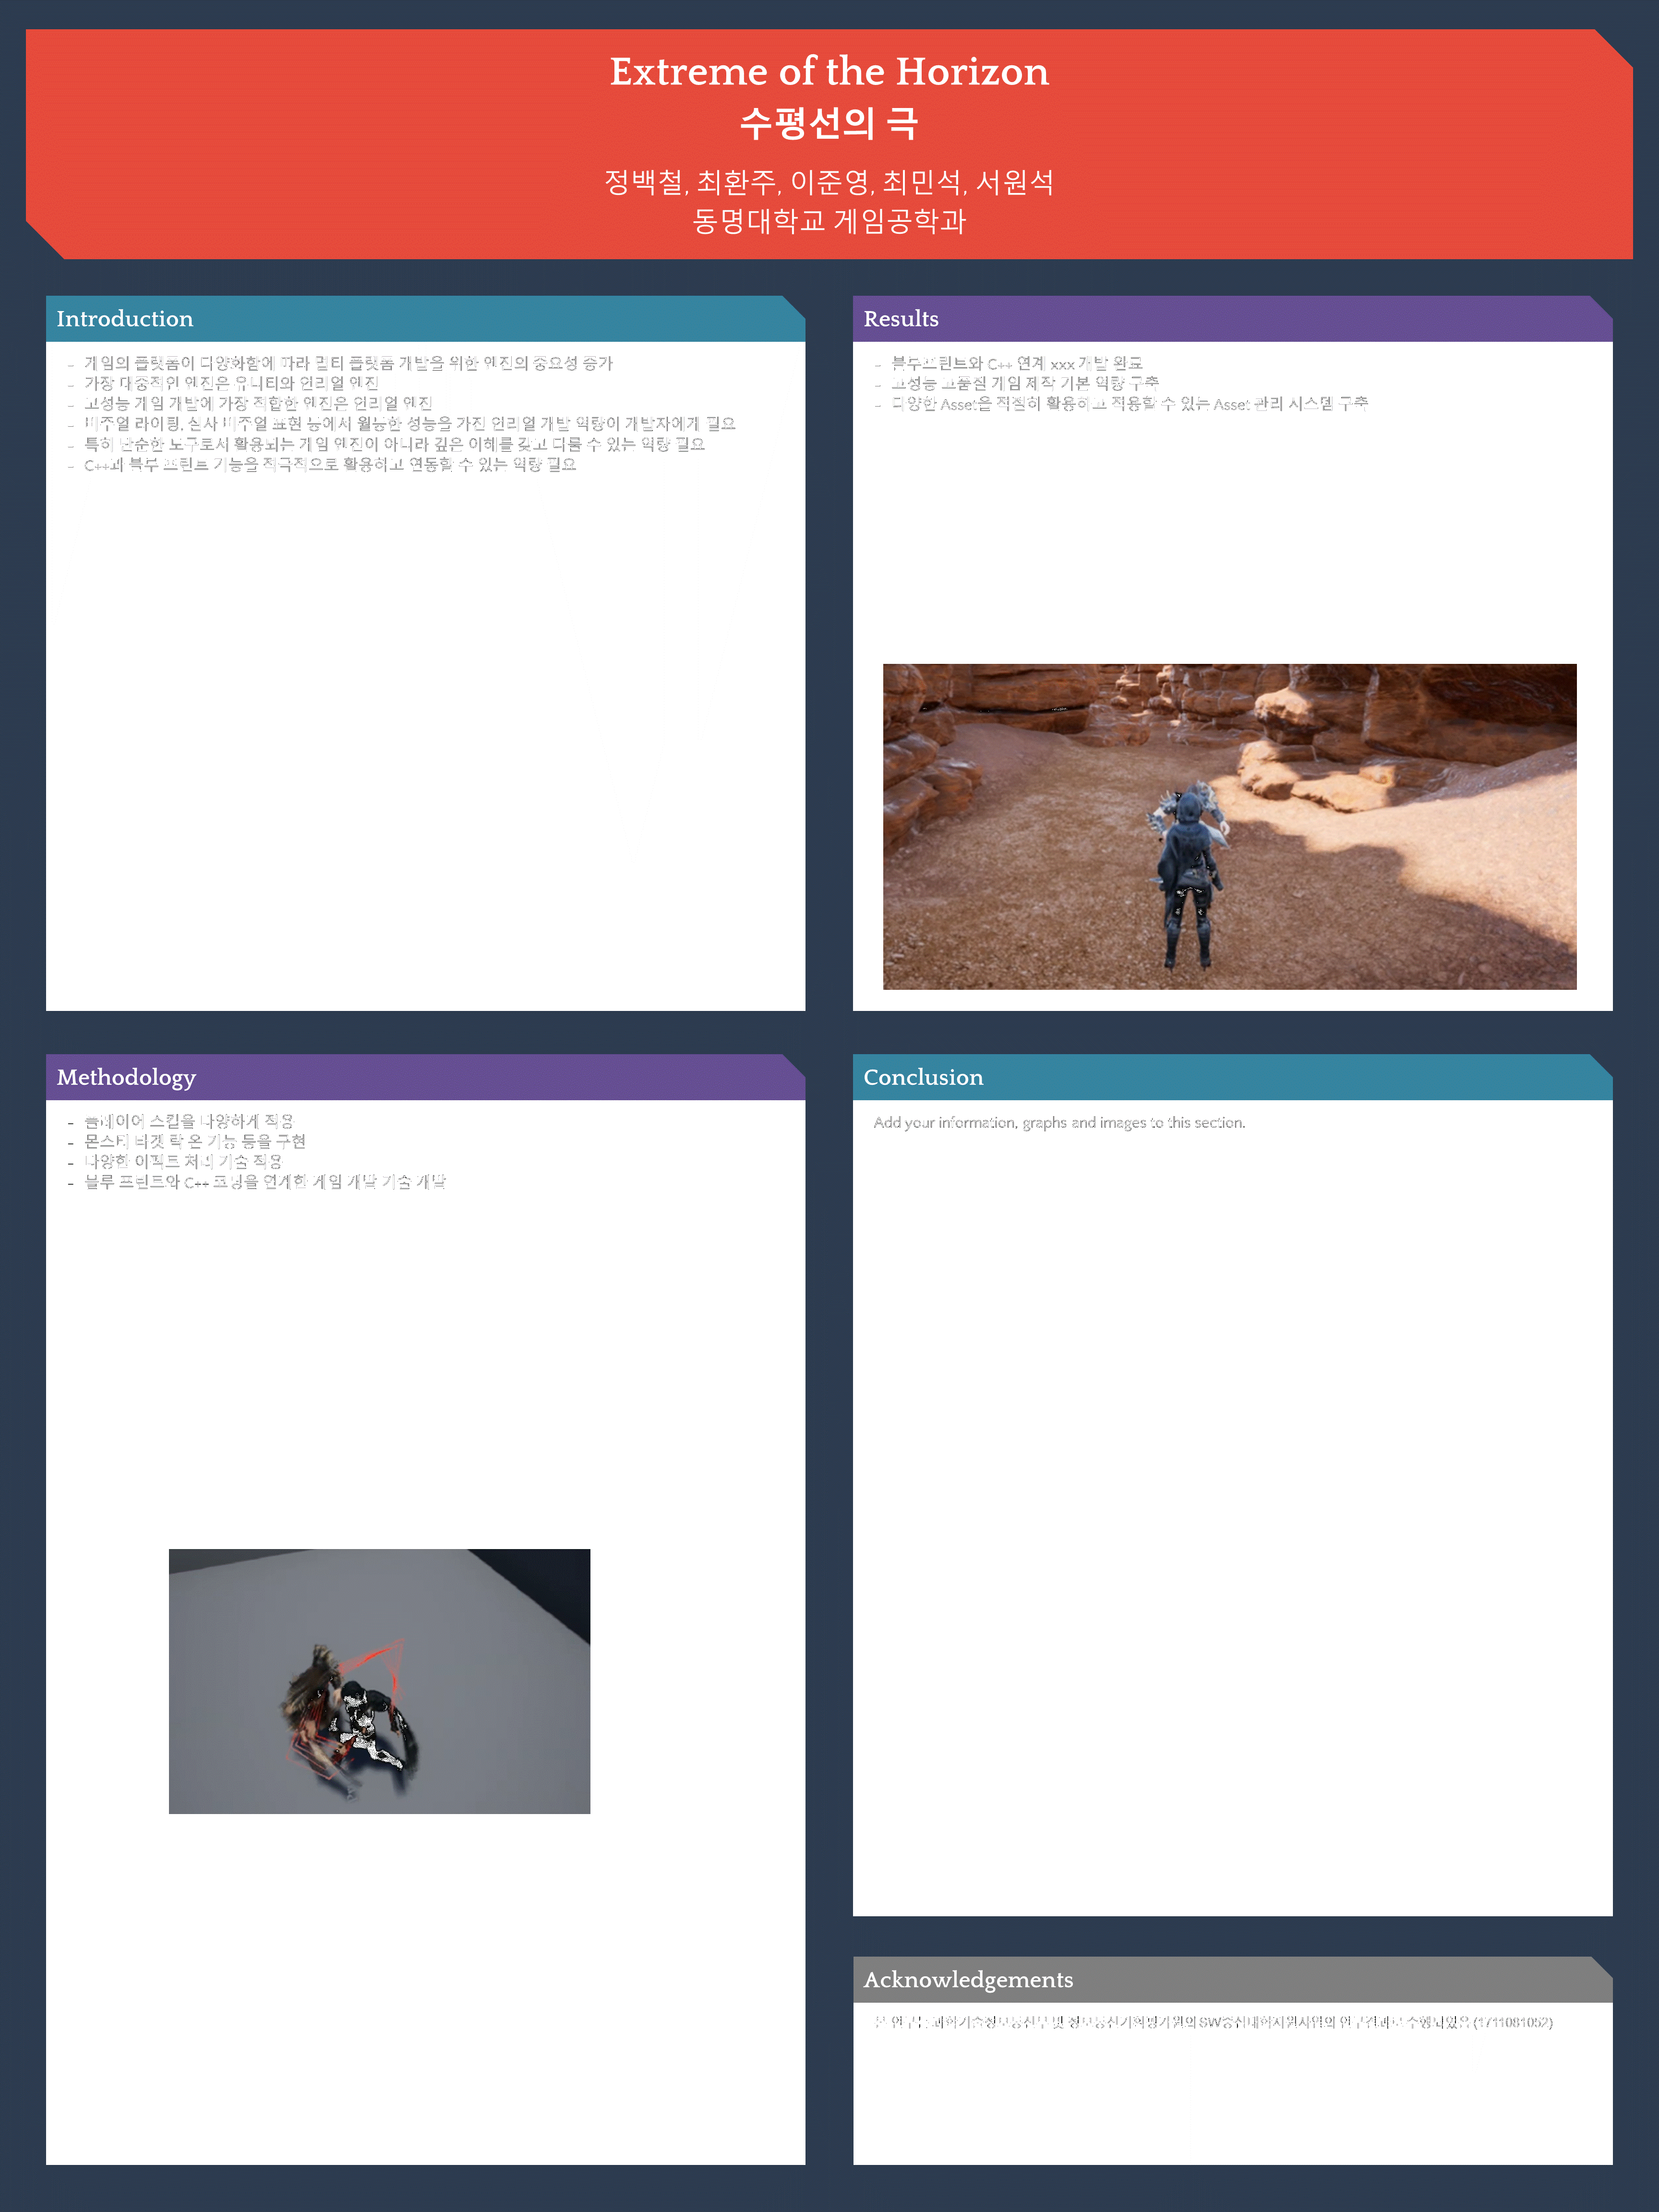 Extreme of the Horizon
수평선의 극
정백철, 최환주, 이준영, 최민석, 서원석
동명대학교 게임공학과
Introduction
- 게임의 플랫폼이 다양화함에 따라 멀티 플랫폼 개발을 위한 엔진의 중요성 증가
- 가장 대중적인 엔진은 유니티와 언리얼 엔진
- 고성능 게임 개발에 가장 적합한 엔진은 언리얼 엔진
- 비주얼 라이팅, 실사 비주얼 표현 등에서 월등한 성능을 가진 언리얼 개발 역량이 개발자에게 필요
- 특히 단순한 도구로서 활용되는 게임 엔진이 아니라 깊은 이해를 갖고 다룰 수 있는 역량 필요
- C++과 블루 프린트 기능을 적극적으로 활용하고 연동할 수 있는 역량 필요
Methodology
- 플레이어 스킬을 다양하게 적용
- 몬스터 타겟 락 온 기능 등을 구현
- 다양한 이펙트 처리 기술 적용
- 블루 프린트와 C++ 코딩을 연계한 게임 개발 기술 개발
Results
- 블루프린트와 C++ 연계 xxx 개발 완료
- 고성능 고품질 게임 제작 기본 역량 구축
- 다양한 Asset을 적절히 활용하고 적용할 수 있는 Asset 관리 시스템 구축
Conclusion
Add your information, graphs and images to this section.
Acknowledgements
본 연구는 과학기술정보통신부 및 정보통신기획평가원의 SW중심대학지원사업의 연구결과로 수행되었음 (1711081052)